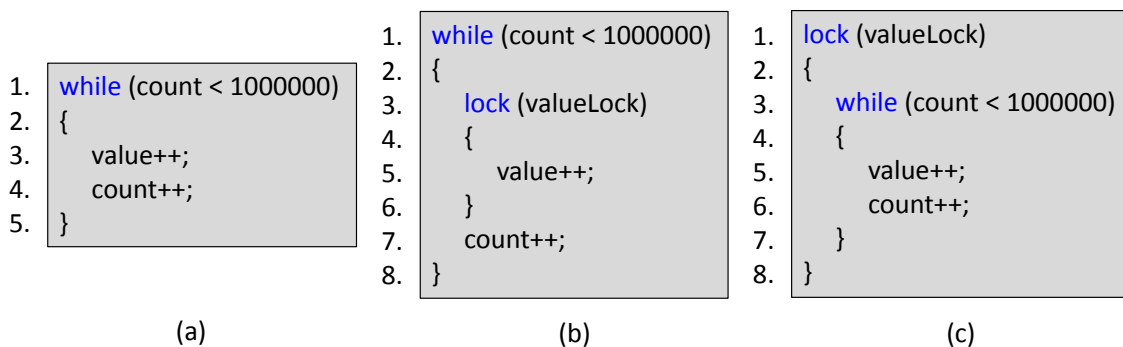 1. while (count < 1000000)
2. {
3. value++;
4. count++;
5. }
(a)
1. while (count < 1000000)
2. {
3. lock (valueLock)
4. {
5. value++;
6. }
7. count++;
8. }
(b)
1. lock (valueLock)
2. {
3. while (count < 1000000)
4. {
5. value++;
6. count++;
7. }
8. }
(c)